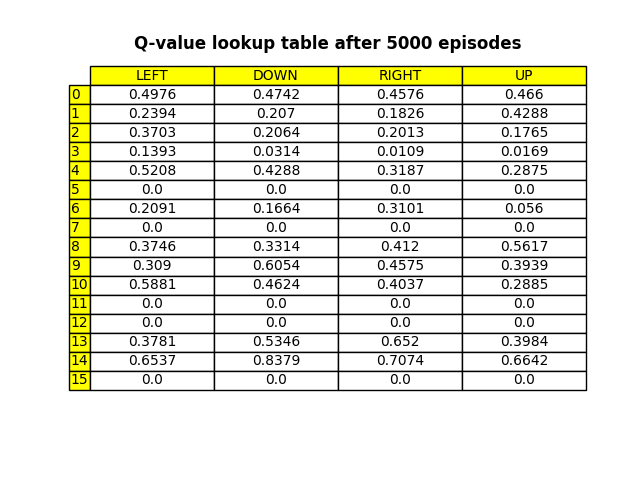 Q-value lookup table after 5000 episodes
LEFT DOWN RIGHT UP
0 0.4976 0.4742 0.4576 0.466
1 0.2394 0.207 0.1826 0.4288
2 0.3703 0.2064 0.2013 0.1765
3 0.1393 0.0314 0.0109 0.0169
4 0.5208 0.4288 0.3187 0.2875
5 0.0 0.0 0.0 0.0
6 0.2091 0.1664 0.3101 0.056
7 0.0 0.0 0.0 0.0
8 0.3746 0.3314 0.412 0.5617
9 0.309 0.6054 0.4575 0.3939
10 0.5881 0.4624 0.4037 0.2885
11 0.0 0.0 0.0 0.0
12 0.0 0.0 0.0 0.0
13 0.3781 0.5346 0.652 0.3984
14 0.6537 0.8379 0.7074 0.6642
15 0.0 0.0 0.0 0.0